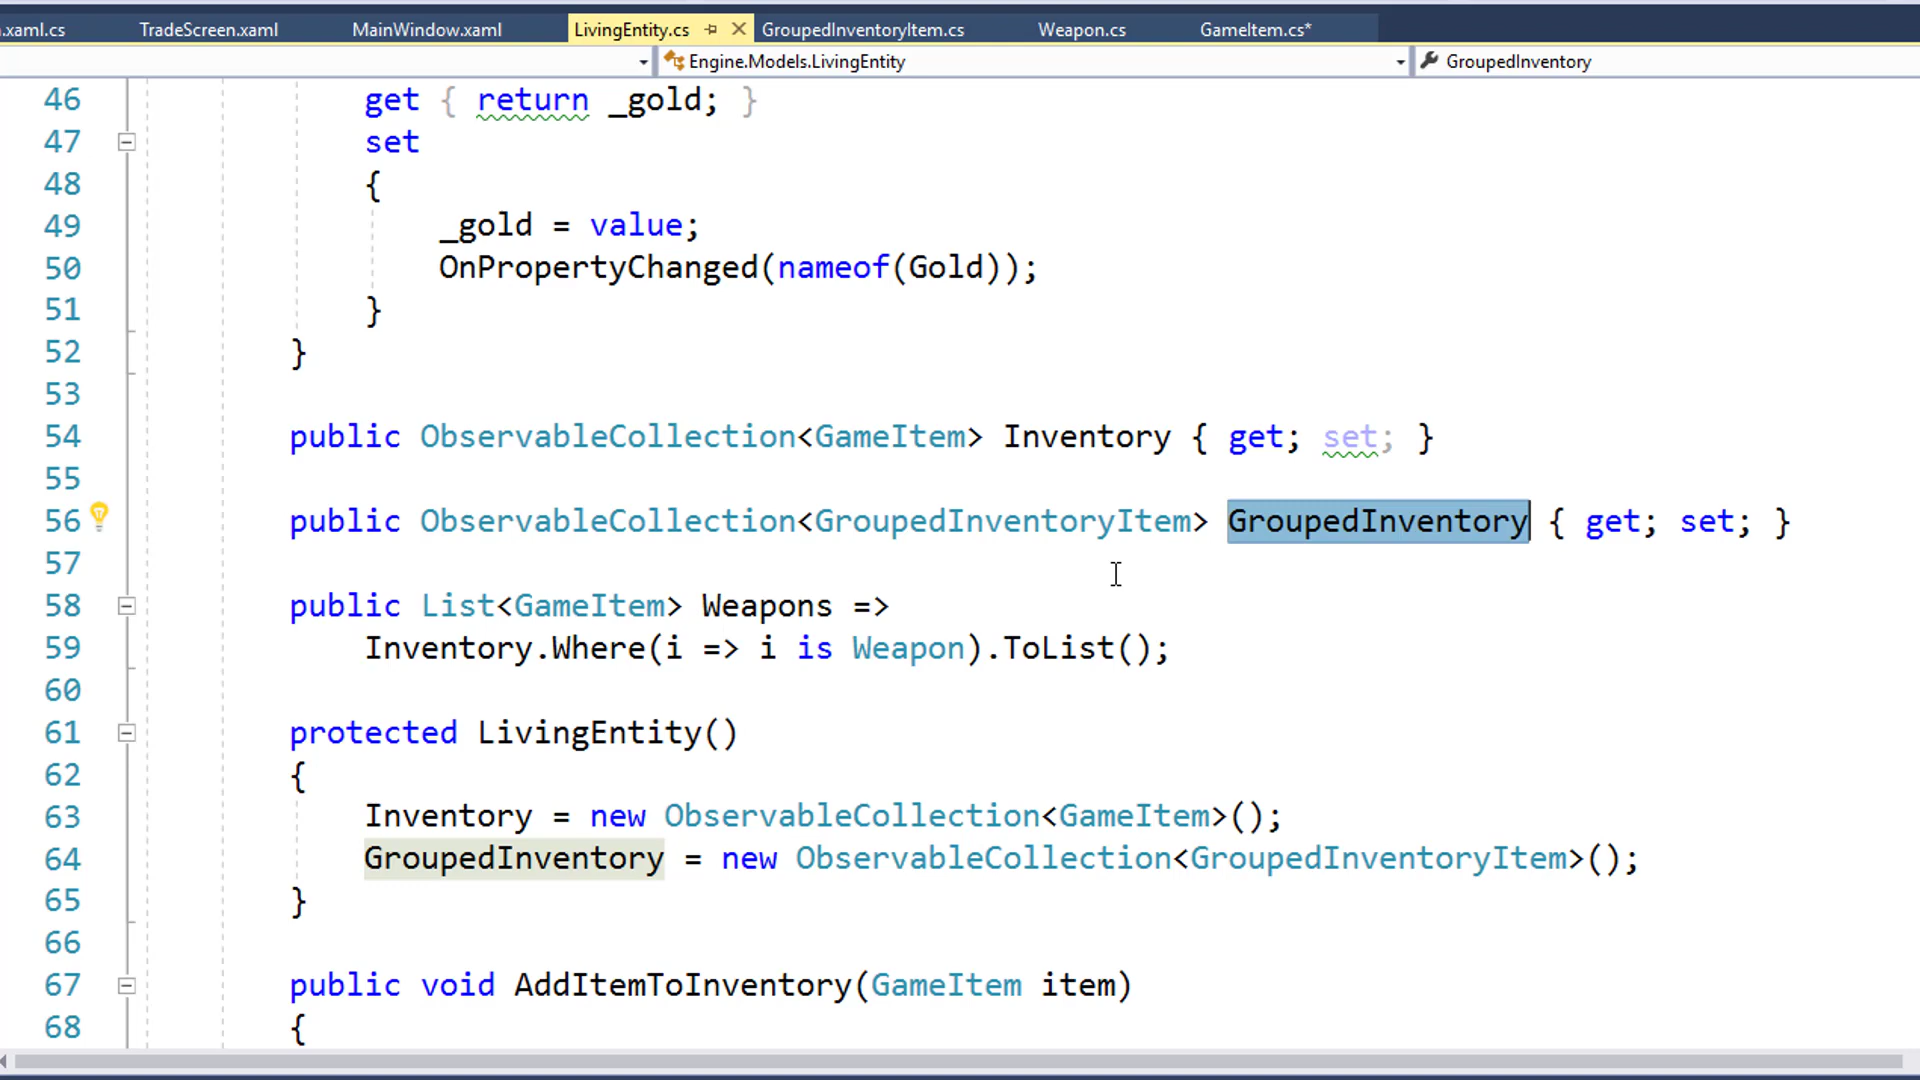 .xaml.cs TradeScreen.xaml MainWindow.xaml LivingEntity.cs GroupedInventoryItem.cs Weapon.cs GameItem.cs*
Engine.Models.LivingEntity GroupedInventory
46 get { return _gold; }
47 set
48 {
49 _gold = value;
50 OnPropertyChanged(nameof(Gold));
51 }
52 }
53
54 public ObservableCollection<GameItem> Inventory { get; set; }
55
56 public ObservableCollection<GroupedInventoryItem> GroupedInventory { get; set; }
57
58 public List<GameItem> Weapons =>
59 Inventory.Where(i => i is Weapon).ToList();
60
61 protected LivingEntity()
62 {
63 Inventory = new ObservableCollection<GameItem>();
64 GroupedInventory = new ObservableCollection<GroupedInventoryItem>();
65 }
66
67 public void AddItemToInventory(GameItem item)
68 {